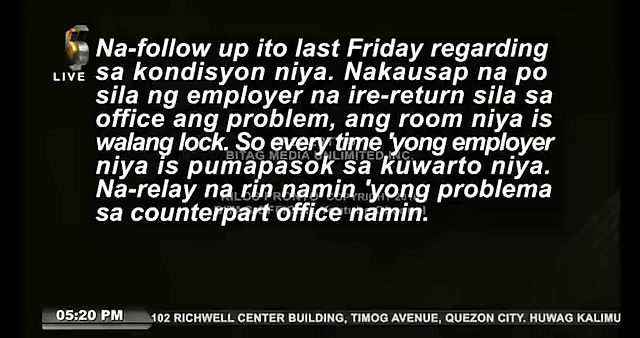 5
LIVE
Na-follow up ito last Friday regarding
sa kondisyon niya. Nakausap na po
sila ng employer na ire-return sila sa
office ang problem, ang room niya is
walang lock. So every time 'yong employer
BITAG MEDIA UNLIMITED INC.
niya is pumapasok sa kuwarto niya.
Na-relay na rin namin 'yong problema
COPYRIGHT
sa counterpart office namin.
05:20 PM
102 RICHWELL CENTER BUILDING, TIMOG AVENUE, QUEZON CITY. HUWAG KALIMU